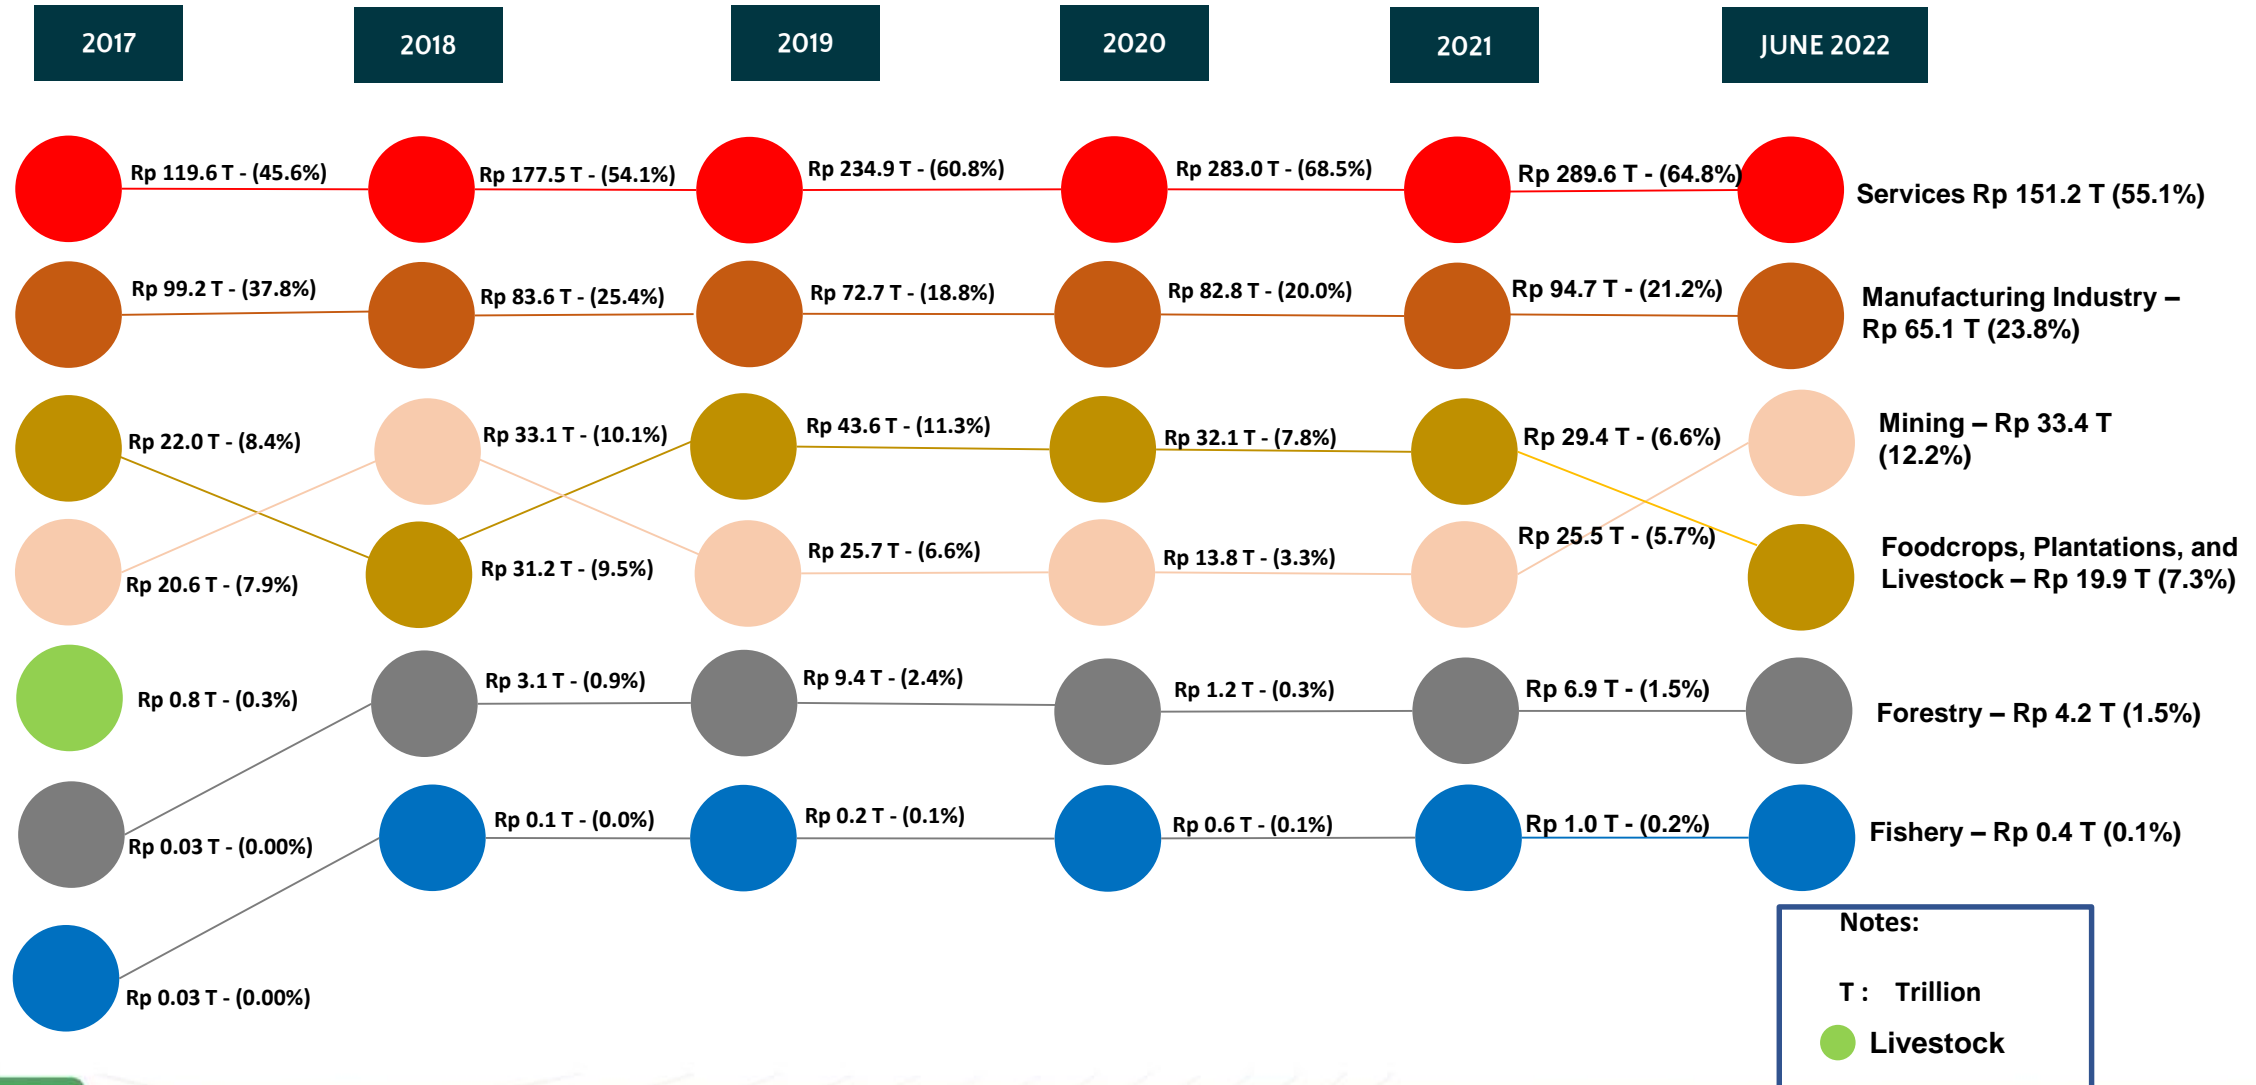 2017
2018
2019
2020
2021
JUNE 2022
Rp 119.6 T - (45.6%)
Rp 177.5 T - (54.1%)
Rp 234.9 T - (60.8%)
Rp 283.0 T - (68.5%)
Rp 289.6 T - (64.8%)
Services Rp 151.2 T (55.1%)
Rp 99.2 T - (37.8%)
Rp 83.6 T - (25.4%)
Rp 72.7 T - (18.8%)
Rp 82.8 T - (20.0%)
Rp 94.7 T - (21.2%)
Manufacturing Industry –
Rp 65.1 T (23.8%)
Rp 22.0 T - (8.4%)
Rp 33.1 T - (10.1%)
Rp 43.6 T - (11.3%)
Rp 32.1 T - (7.8%)
Rp 29.4 T - (6.6%)
Mining – Rp 33.4 T
(12.2%)
Rp 20.6 T - (7.9%)
Rp 31.2 T - (9.5%)
Rp 25.7 T - (6.6%)
Rp 13.8 T - (3.3%)
Rp 25.5 T - (5.7%)
Foodcrops, Plantations, and
Livestock – Rp 19.9 T (7.3%)
Rp 0.8 T - (0.3%)
Rp 3.1 T - (0.9%)
Rp 9.4 T - (2.4%)
Rp 1.2 T - (0.3%)
Rp 6.9 T - (1.5%)
Forestry – Rp 4.2 T (1.5%)
Rp 0.03 T - (0.00%)
Rp 0.1 T - (0.0%)
Rp 0.2 T - (0.1%)
Rp 0.6 T - (0.1%)
Rp 1.0 T - (0.2%)
Fishery – Rp 0.4 T (0.1%)
Rp 0.03 T - (0.00%)
Notes:
T : Trillion
Livestock